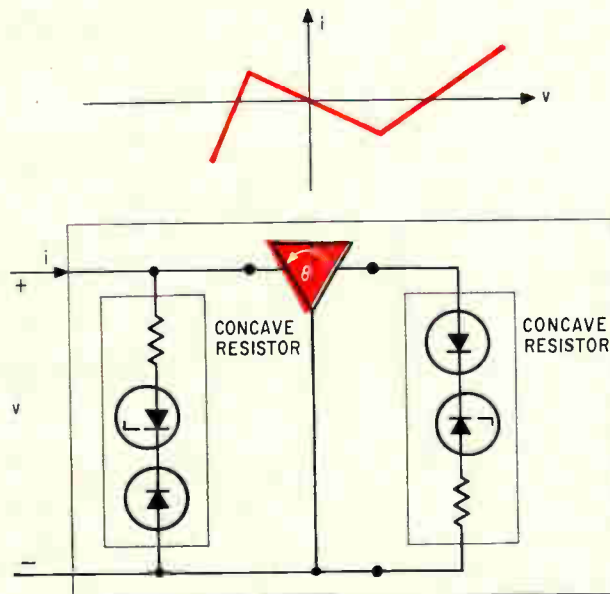 i
v
i
+
θ
CONCAVE
RESISTOR
CONCAVE
RESISTOR
v
−